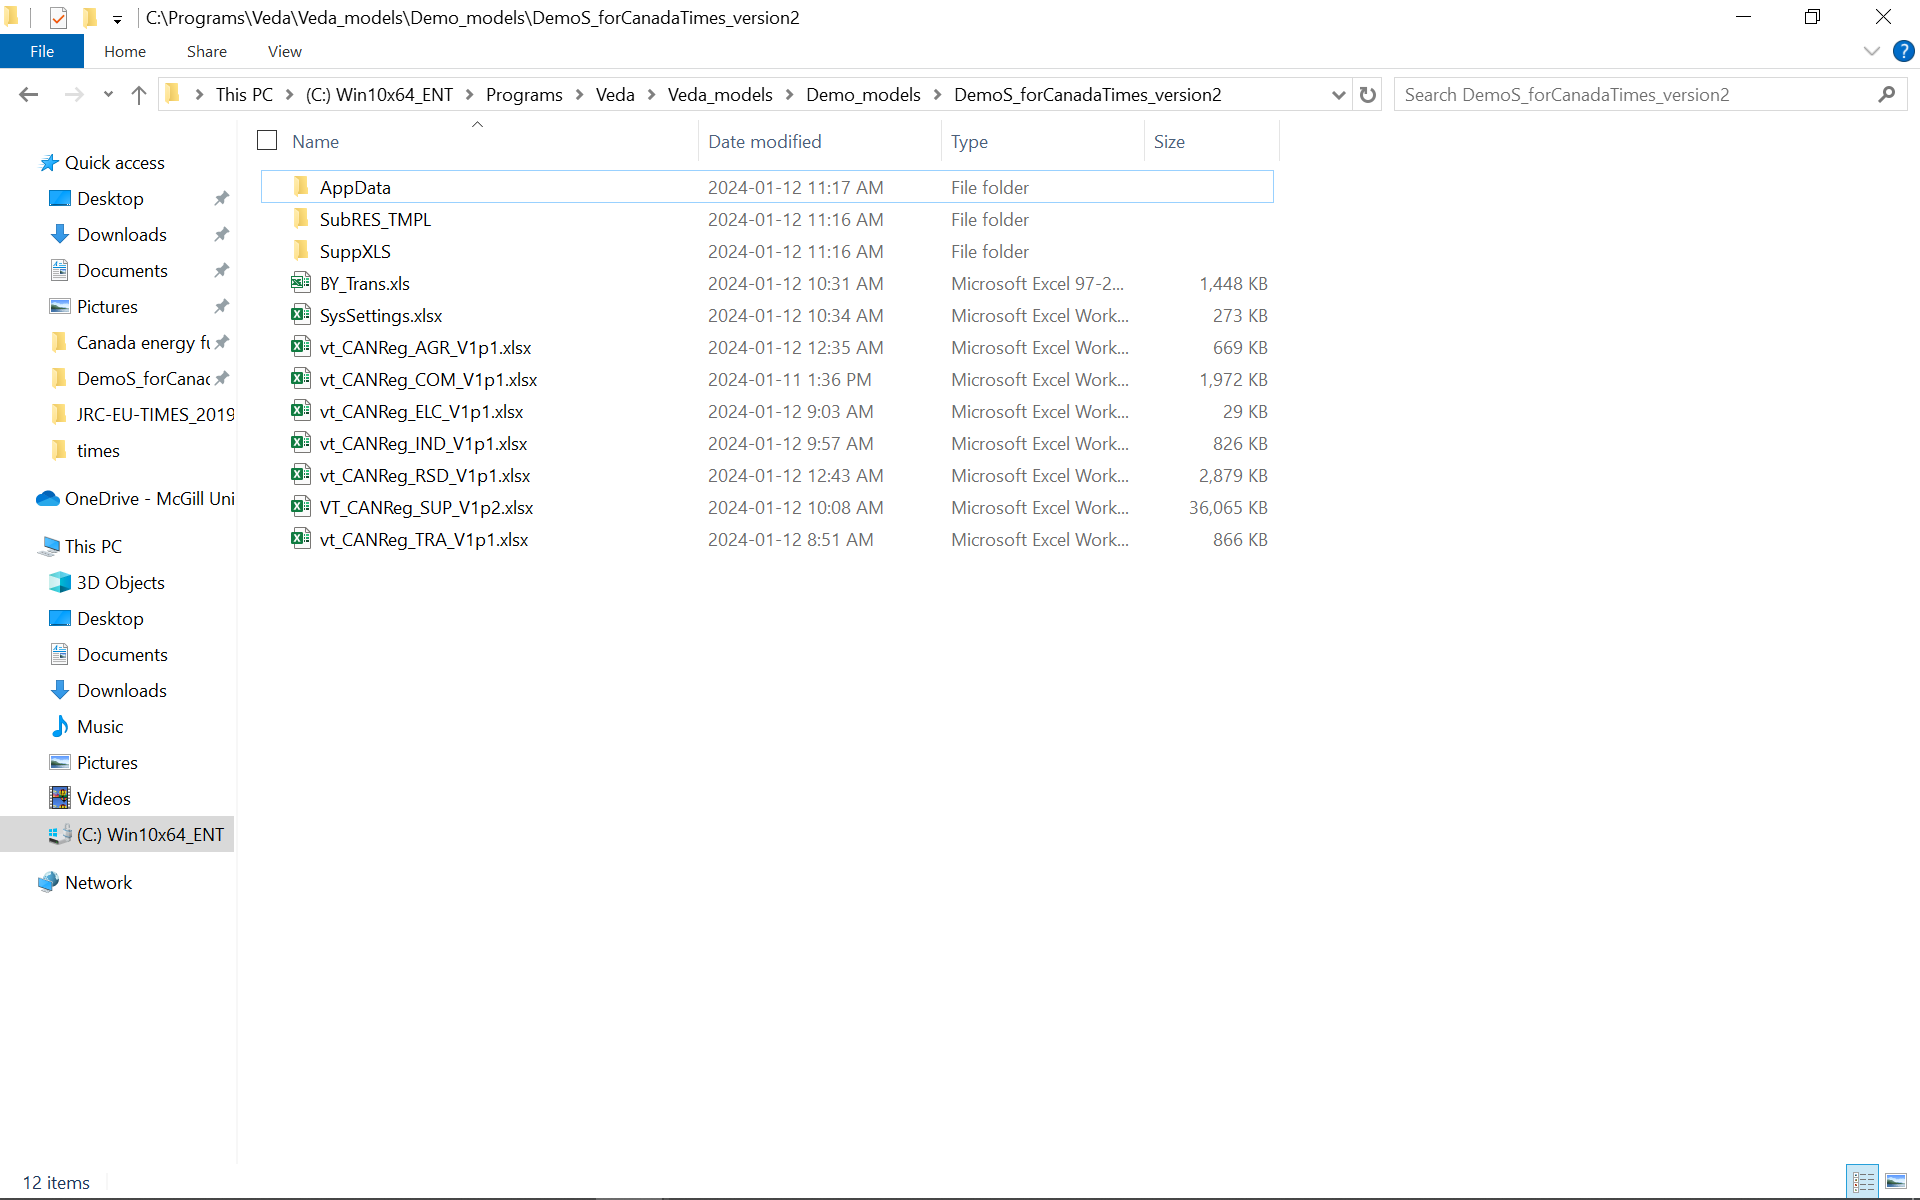 C:\Programs\Veda\Veda_models\Demo_models\DemoS_forCanadaTimes_version2
File Home Share View
This PC (C:) Win10x64_ENT Programs Veda Veda_models Demo_models DemoS_forCanadaTimes_version2 Search DemoS_forCanadaTimes_version2
Name Date modified Type Size
AppData 2024-01-12 11:17 AM File folder
SubRES_TMPL 2024-01-12 11:16 AM File folder
SuppXLS 2024-01-12 11:16 AM File folder
BY_Trans.xls 2024-01-12 10:31 AM Microsoft Excel 97-2... 1,448 KB
SysSettings.xlsx 2024-01-12 10:34 AM Microsoft Excel Work... 273 KB
vt_CANReg_AGR_V1p1.xlsx 2024-01-12 12:35 AM Microsoft Excel Work... 669 KB
vt_CANReg_COM_V1p1.xlsx 2024-01-11 1:36 PM Microsoft Excel Work... 1,972 KB
vt_CANReg_ELC_V1p1.xlsx 2024-01-12 9:03 AM Microsoft Excel Work... 29 KB
vt_CANReg_IND_V1p1.xlsx 2024-01-12 9:57 AM Microsoft Excel Work... 826 KB
vt_CANReg_RSD_V1p1.xlsx 2024-01-12 12:43 AM Microsoft Excel Work... 2,879 KB
VT_CANReg_SUP_V1p2.xlsx 2024-01-12 10:08 AM Microsoft Excel Work... 36,065 KB
vt_CANReg_TRA_V1p1.xlsx 2024-01-12 8:51 AM Microsoft Excel Work... 866 KB
Quick access
Desktop
Downloads
Documents
Pictures
Canada energy fu
DemoS_forCanac
JRC-EU-TIMES_2019
times
OneDrive - McGill Uni
This PC
3D Objects
Desktop
Documents
Downloads
Music
Pictures
Videos
(C:) Win10x64_ENT
Network
12 items